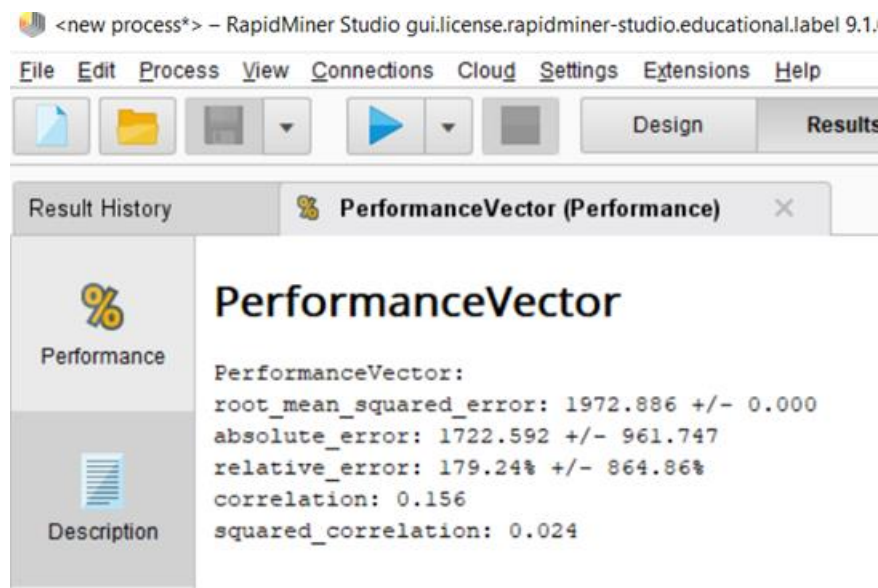 <new process*> – RapidMiner Studio gui.license.rapidminer-studio.educational.label 9.1.
File Edit Process View Connections Cloud Settings Extensions Help
Design Results
Result History % PerformanceVector (Performance) ×
%
Performance
PerformanceVector
PerformanceVector:
root_mean_squared_error: 1972.886 +/- 0.000
absolute_error: 1722.592 +/- 961.747
relative_error: 179.24% +/- 864.86%
correlation: 0.156
squared_correlation: 0.024
Description